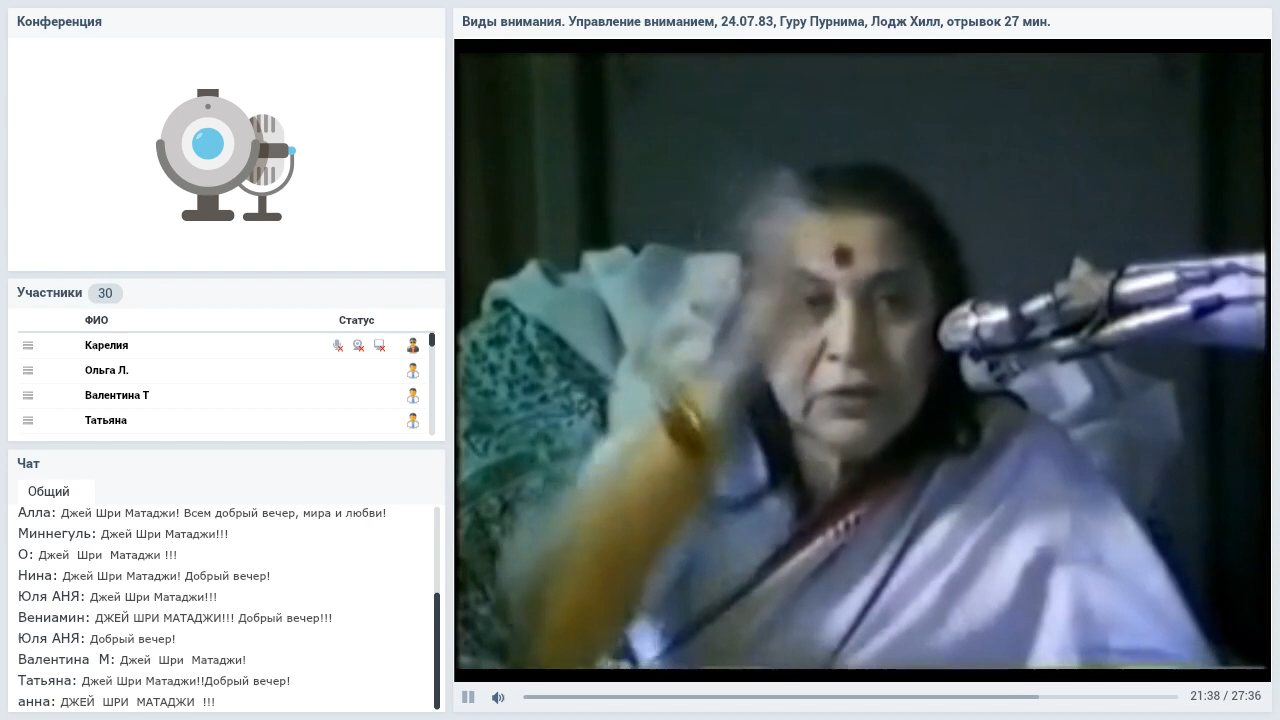 Конференция
Виды внимания. Управление вниманием, 24.07.83, Гуру Пурнима, Лодж Хилл, отрывок 27 мин.
Участники 30
ФИО Статус
Карелия
Ольга Л.
Валентина Т
Татьяна
Чат
Общий
Алла: Джей Шри Матаджи! Всем добрый вечер, мира и любви!
Миннегуль: Джей Шри Матаджи!!!
О: Джей Шри Матаджи !!!
Нина: Джей Шри Матаджи! Добрый вечер!
Юля АНЯ: Джей Шри Матаджи!!!
Вениамин: ДЖЕЙ ШРИ МАТАДЖИ!!! Добрый вечер!!!
Юля АНЯ: Добрый вечер!
Валентина М: Джей Шри Матаджи!
Татьяна: Джей Шри Матаджи!!Добрый вечер!
анна: ДЖЕЙ ШРИ МАТАДЖИ !!!
21:38 / 27:36